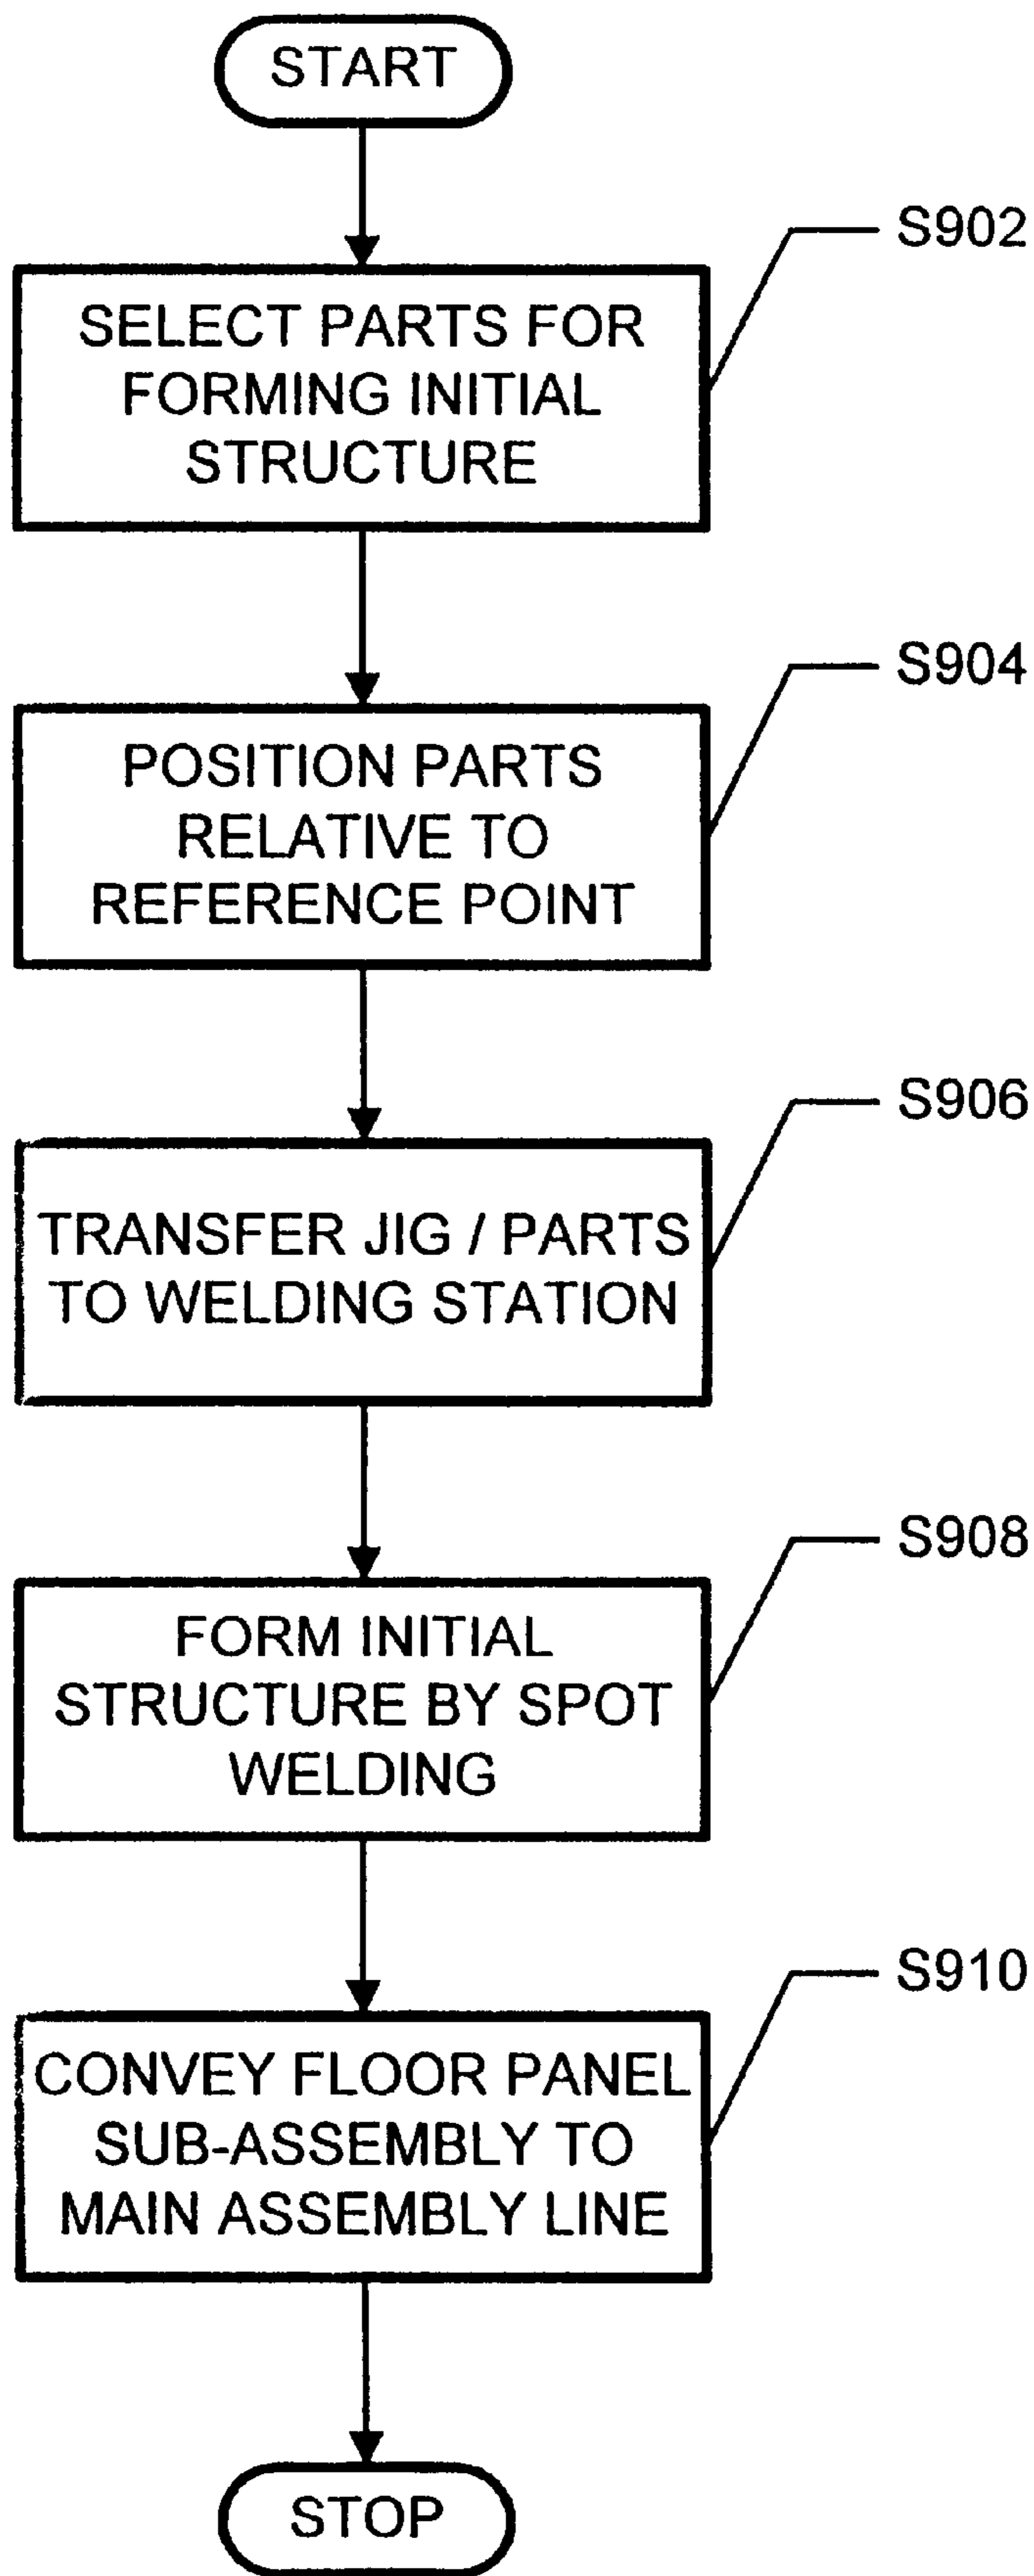 START
S902
SELECT PARTS FOR
FORMING INITIAL
STRUCTURE
S904
POSITION PARTS
RELATIVE TO
REFERENCE POINT
S906
TRANSFER JIG / PARTS
TO WELDING STATION
S908
FORM INITIAL
STRUCTURE BY SPOT
WELDING
S910
CONVEY FLOOR PANEL
SUB-ASSEMBLY TO
MAIN ASSEMBLY LINE
STOP